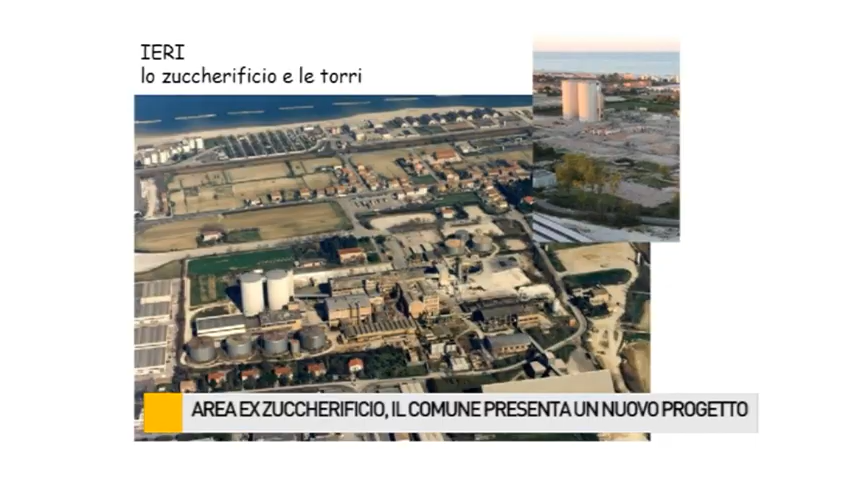 IERI
lo zuccherificio e le torri
AREA EX ZUCCHERIFICIO, IL COMUNE PRESENTA UN NUOVO PROGETTO